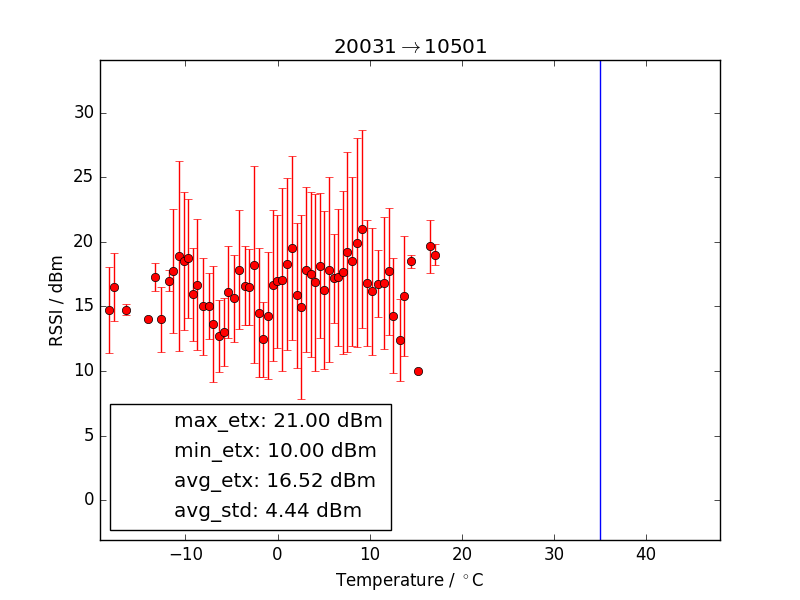 20031→10501
30
25
20
15
10
5
0
RSSI / dBm
max_etx: 21.00 dBm
min_etx: 10.00 dBm
avg_etx: 16.52 dBm
avg_std: 4.44 dBm
−10 0 10 20 30 40
Temperature / °C